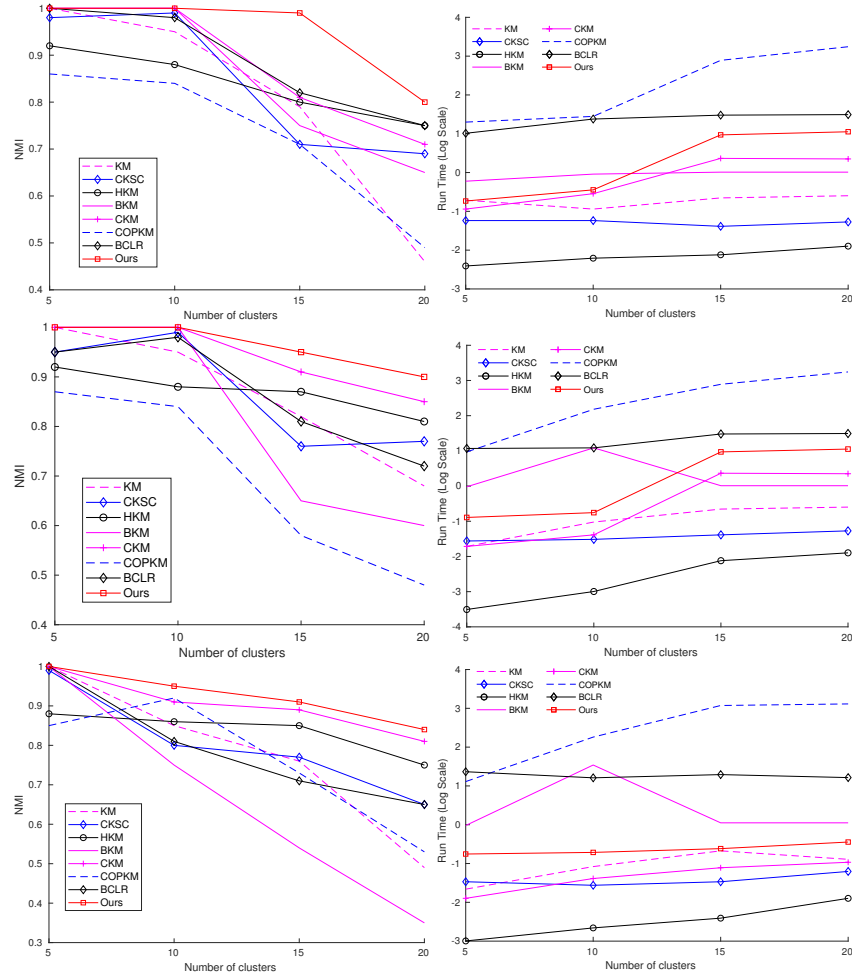 1
0.9
0.8
0.7
0.6
0.5
0.4
NMI
KM
CKSC
HKM
BKM
CKM
COPKM
BCLR
Ours
5
10
15
20
Number of clusters
4
3
2
1
0
-1
-2
-3
Run Time (Log Scale)
KM
CKSC
HKM
BKM
CKM
COPKM
BCLR
Ours
5
10
15
20
Number of clusters
1
0.9
0.8
0.7
0.6
0.5
0.4
NMI
KM
CKSC
HKM
BKM
CKM
COPKM
BCLR
Ours
5
10
15
20
Number of clusters
4
3
2
1
0
-1
-2
-3
-4
Run Time (Log Scale)
KM
CKSC
HKM
BKM
CKM
COPKM
BCLR
Ours
5
10
15
20
Number of clusters
1
0.9
0.8
0.7
0.6
0.5
0.4
0.3
NMI
KM
CKSC
HKM
BKM
CKM
COPKM
BCLR
Ours
5
10
15
20
Number of clusters
4
3
2
1
0
-1
-2
-3
Run Time (Log Scale)
KM
CKSC
HKM
BKM
CKM
COPKM
BCLR
Ours
5
10
15
20
Number of clusters